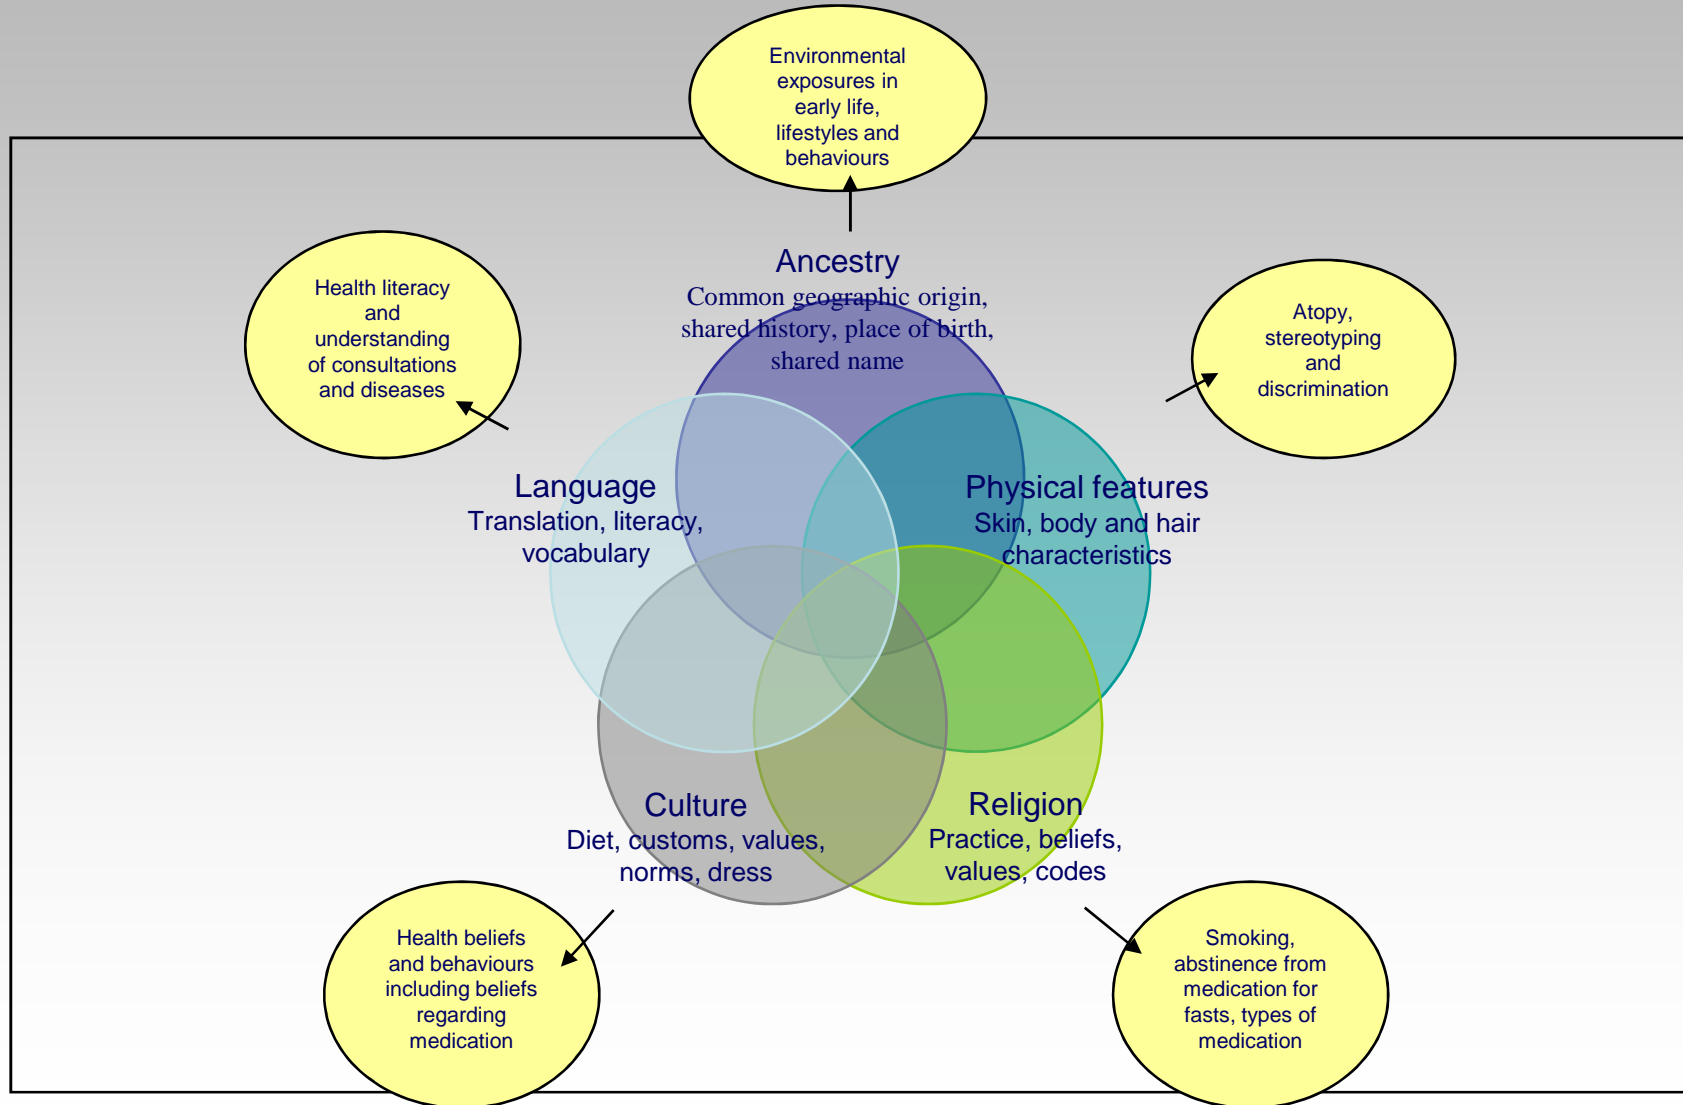 Environmental
exposures in
early life,
lifestyles and
behaviours
Ancestry
Common geographic origin,
shared history, place of birth,
shared name
Health literacy
and
understanding
of consultations
and diseases
Atopy,
stereotyping
and
discrimination
Language
Translation, literacy,
vocabulary
Physical features
Skin, body and hair
characteristics
Culture
Diet, customs, values,
norms, dress
Religion
Practice, beliefs,
values, codes
Health beliefs
and behaviours
including beliefs
regarding
medication
Smoking,
abstinence from
medication for
fasts, types of
medication